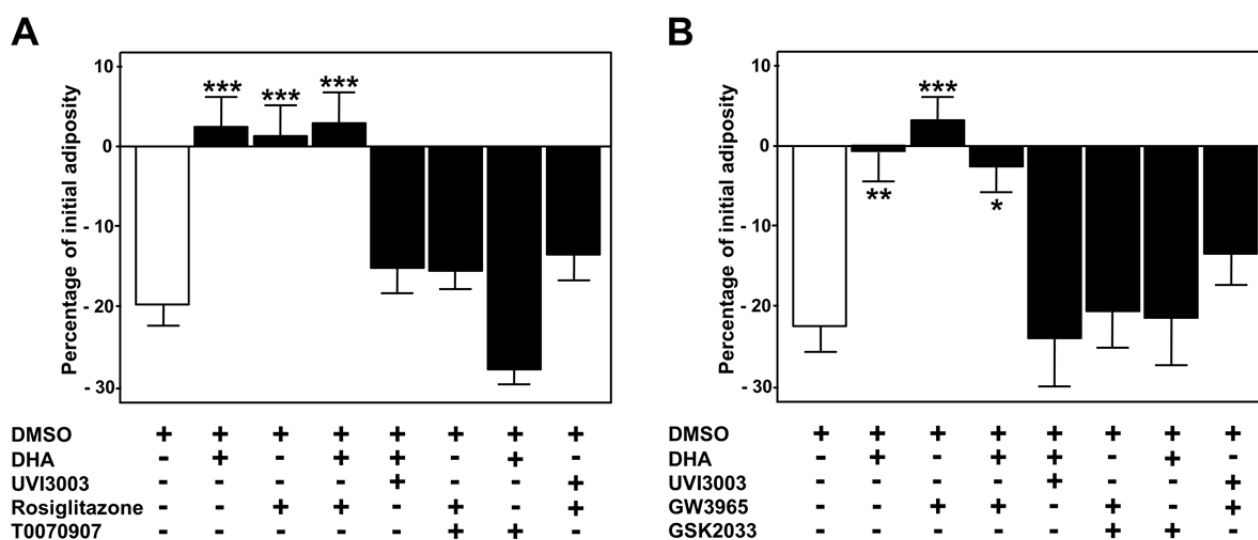 A
Percentage of initial adiposity
10
0
- 10
- 20
- 30
***
***
***
DMSO + + + + + + + +
DHA - + - + + - + -
UVI3003 - - - - + - - +
Rosiglitazone - - + + - + - +
T0070907 - - - - - + + -
B
Percentage of initial adiposity
10
0
- 10
- 20
- 30
**
***
*
DMSO + + + + + + + +
DHA - + - + + - + -
UVI3003 - - - - + - - +
GW3965 - - + + - + - +
GSK2033 - - - - - + + -